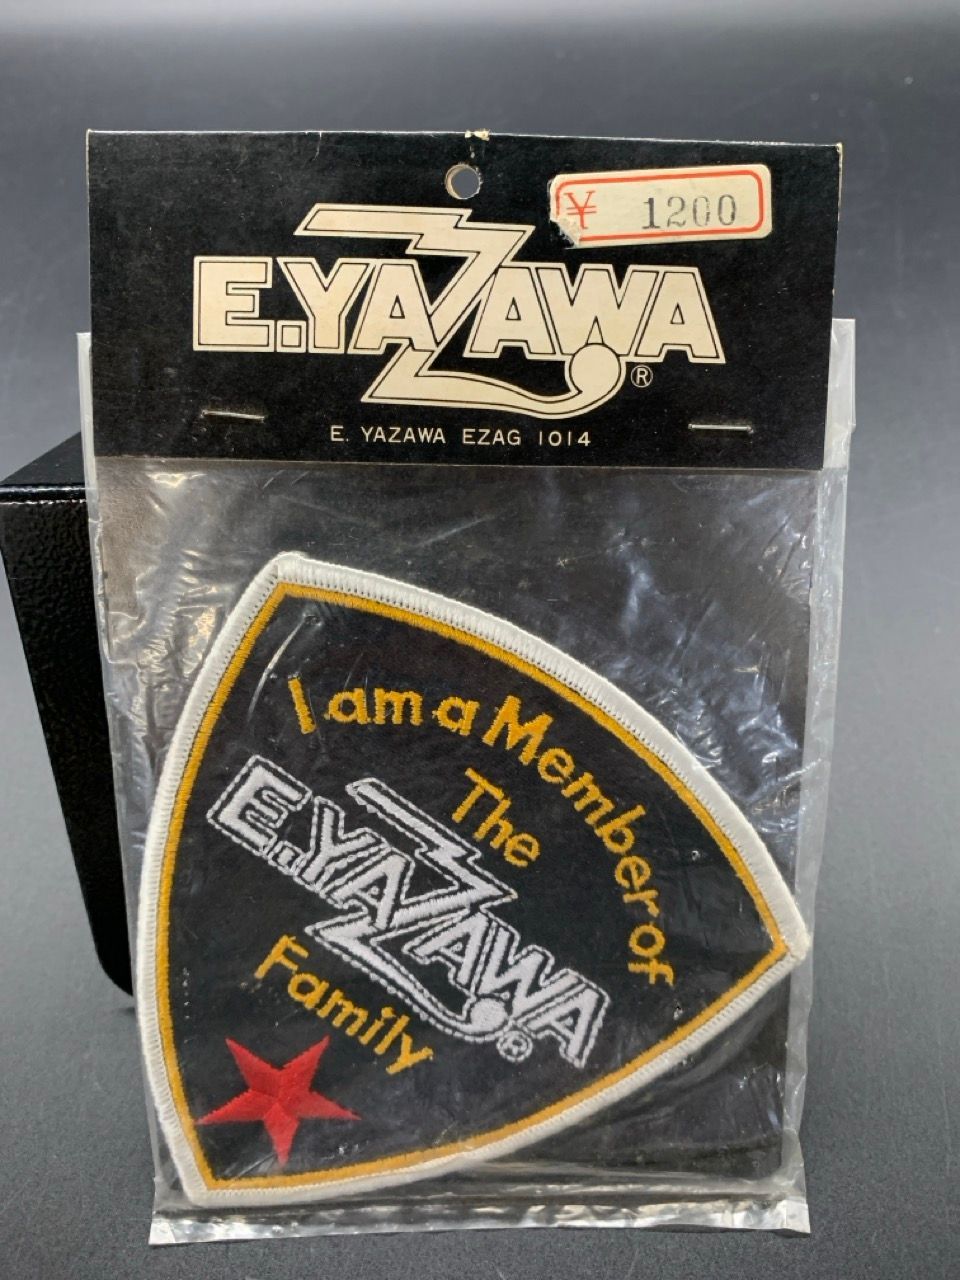 ¥ 1200
E.YAZAWA
®
E. YAZAWA EZAG 1014
I am a Member of
The
E.YAZAWA
®
Family